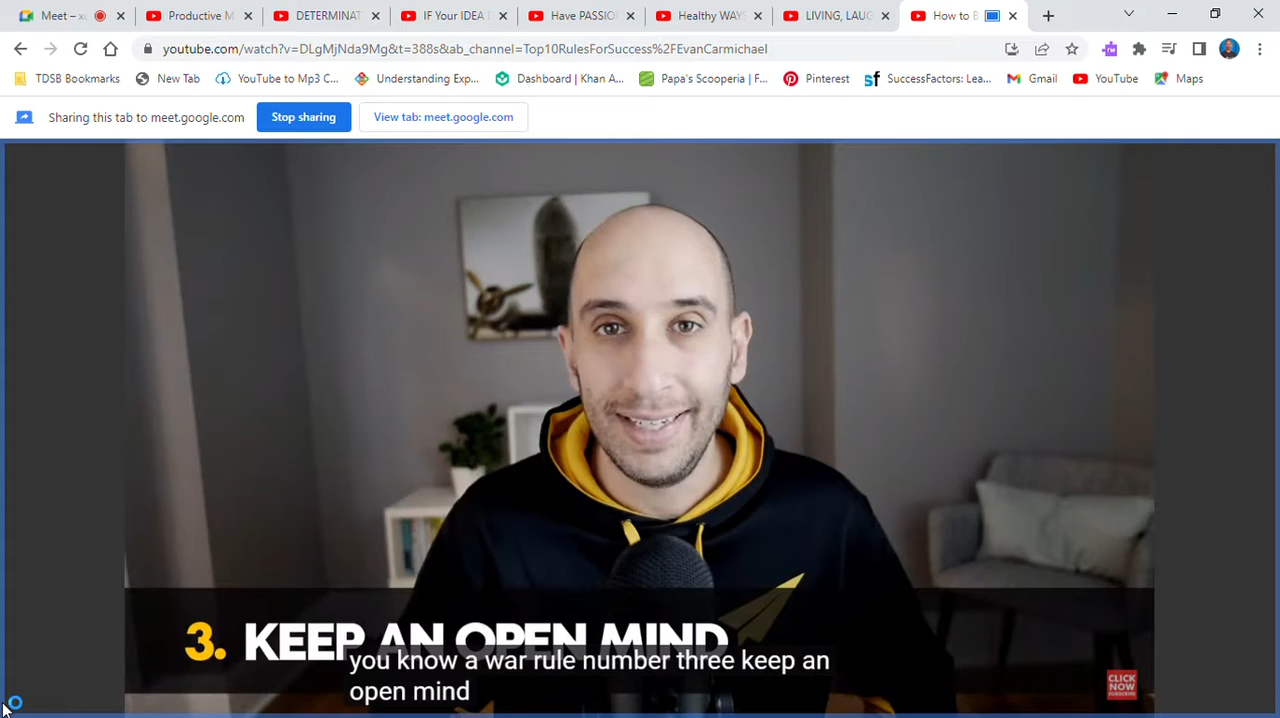 Meet – xc
Productive M
DETERMINAT
IF Your IDEA D
Have PASSIO
Healthy WAYS
LIVING, LAUG
How to B
youtube.com/watch?v=DLgMjNda9Mg&t=388s&ab_channel=Top10RulesForSuccess%2FEvanCarmichael
TDSB Bookmarks
New Tab
YouTube to Mp3 C...
Understanding Exp...
Dashboard | Khan A...
Papa's Scooperia | F...
Pinterest
SuccessFactors: Lea...
Gmail
YouTube
Maps
Sharing this tab to meet.google.com
Stop sharing
View tab: meet.google.com
3. KEEP AN OPEN MIND
you know a war rule number three keep an
open mind
CLICK
NOW
SUBSCRIBE